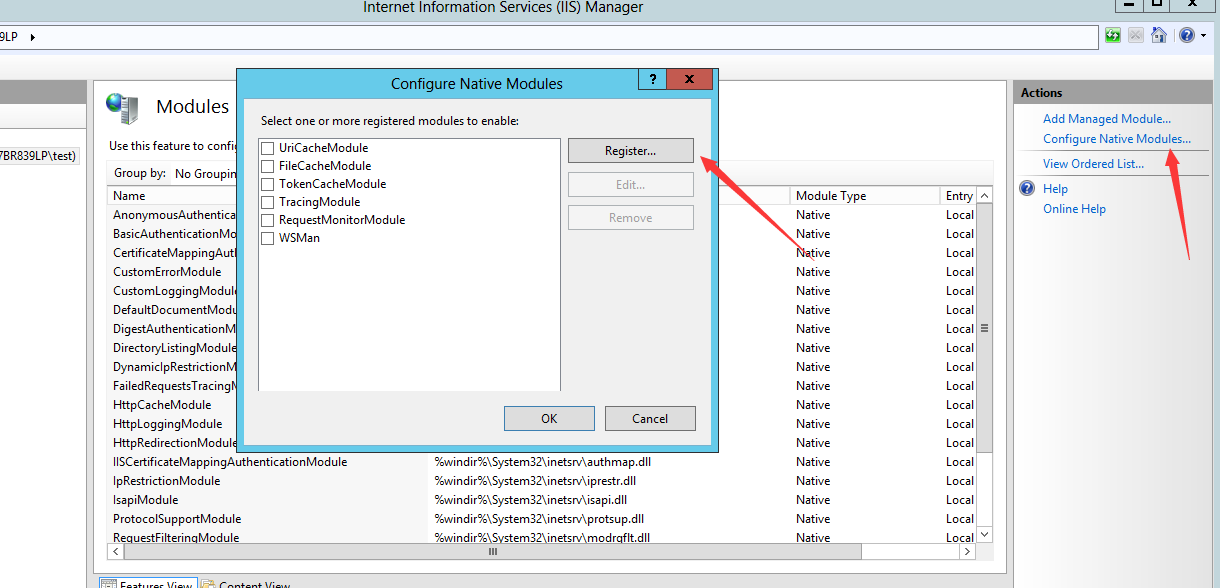 Internet Information Services (IIS) Manager
9LP
Modules
Use this feature to config
7BR839LP\test)
Group by: No Grouping
Name Module Type Entry
AnonymousAuthentica Native Local
BasicAuthenticationMo Native Local
CertificateMappingAuth Native Local
CustomErrorModule Native Local
CustomLoggingModule Native Local
DefaultDocumentModu Native Local
DigestAuthenticationM Native Local
DirectoryListingModule Native Local
DynamicIpRestrictionM Native Local
FailedRequestsTracingM Native Local
HttpCacheModule Native Local
HttpLoggingModule Native Local
HttpRedirectionModule Native Local
IISCertificateMappingAuthenticationModule %windir%\System32\inetsrv\authmap.dll Native Local
IpRestrictionModule %windir%\System32\inetsrv\iprestr.dll Native Local
IsapiModule %windir%\System32\inetsrv\isapi.dll Native Local
ProtocolSupportModule %windir%\System32\inetsrv\protsup.dll Native Local
RequestFilteringModule %windir%\System32\inetsrv\modrqflt.dll Native Local
Features View Content View
Configure Native Modules
?
Select one or more registered modules to enable:
UriCacheModule
FileCacheModule
TokenCacheModule
TracingModule
RequestMonitorModule
WSMan
Register...
Edit...
Remove
OK Cancel
Actions
Add Managed Module...
Configure Native Modules...
View Ordered List...
Help
Online Help